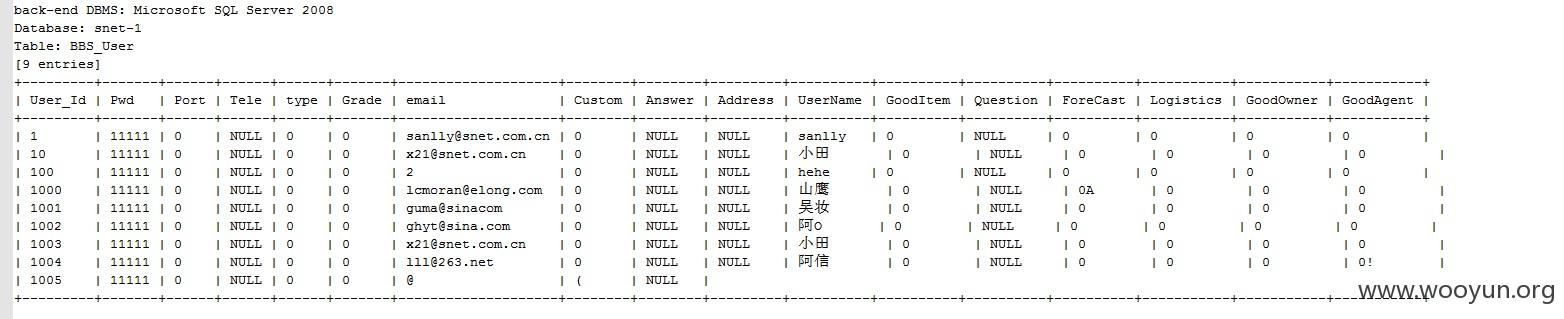 back-end DBMS: Microsoft SQL Server 2008
Database: snet-1
Table: BBS_User
[9 entries]
+---------+-------+------+------+------+-------+--------------------+--------+--------+---------+----------+----------+----------+----------+-----------+-----------+-----------+
| User_Id | Pwd | Port | Tele | type | Grade | email | Custom | Answer | Address | UserName | GoodItem | Question | ForeCast | Logistics | GoodOwner | GoodAgent |
+---------+-------+------+------+------+-------+--------------------+--------+--------+---------+----------+----------+----------+----------+-----------+-----------+-----------+
| 1 | 11111 | 0 | NULL | 0 | 0 | sanlly@snet.com.cn | 0 | NULL | NULL | sanlly | 0 | NULL | 0 | 0 | 0 | 0 |
| 10 | 11111 | 0 | NULL | 0 | 0 | x21@snet.com.cn | 0 | NULL | NULL | 小田 | 0 | NULL | 0 | 0 | 0 | 0 |
| 100 | 11111 | 0 | NULL | 0 | 0 | 2 | 0 | NULL | NULL | hehe | 0 | NULL | 0 | 0 | 0 | 0 |
| 1000 | 11111 | 0 | NULL | 0 | 0 | lcmoran@elong.com | 0 | NULL | NULL | 山鹰 | 0 | NULL | 0A | 0 | 0 | 0 |
| 1001 | 11111 | 0 | NULL | 0 | 0 | guma@sinacom | 0 | NULL | NULL | 吴妆 | 0 | NULL | 0 | 0 | 0 | 0 |
| 1002 | 11111 | 0 | NULL | 0 | 0 | ghyt@sina.com | 0 | NULL | NULL | 阿o | 0 | NULL | 0 | 0 | 0 | 0 |
| 1003 | 11111 | 0 | NULL | 0 | 0 | x21@snet.com.cn | 0 | NULL | NULL | 小田 | 0 | NULL | 0 | 0 | 0 | 0 |
| 1004 | 11111 | 0 | NULL | 0 | 0 | lll@263.net | 0 | NULL | NULL | 阿信 | 0 | NULL | 0 | 0 | 0 | 0! |
| 1005 | 11111 | 0 | NULL | 0 | 0 | @ | ( | NULL |
+---------+-------+------+------+------+-------+--------------------+--------+--------+---------+----------+----------+----------+----------+-----------+-----------+-----------+
www.wooyun.org